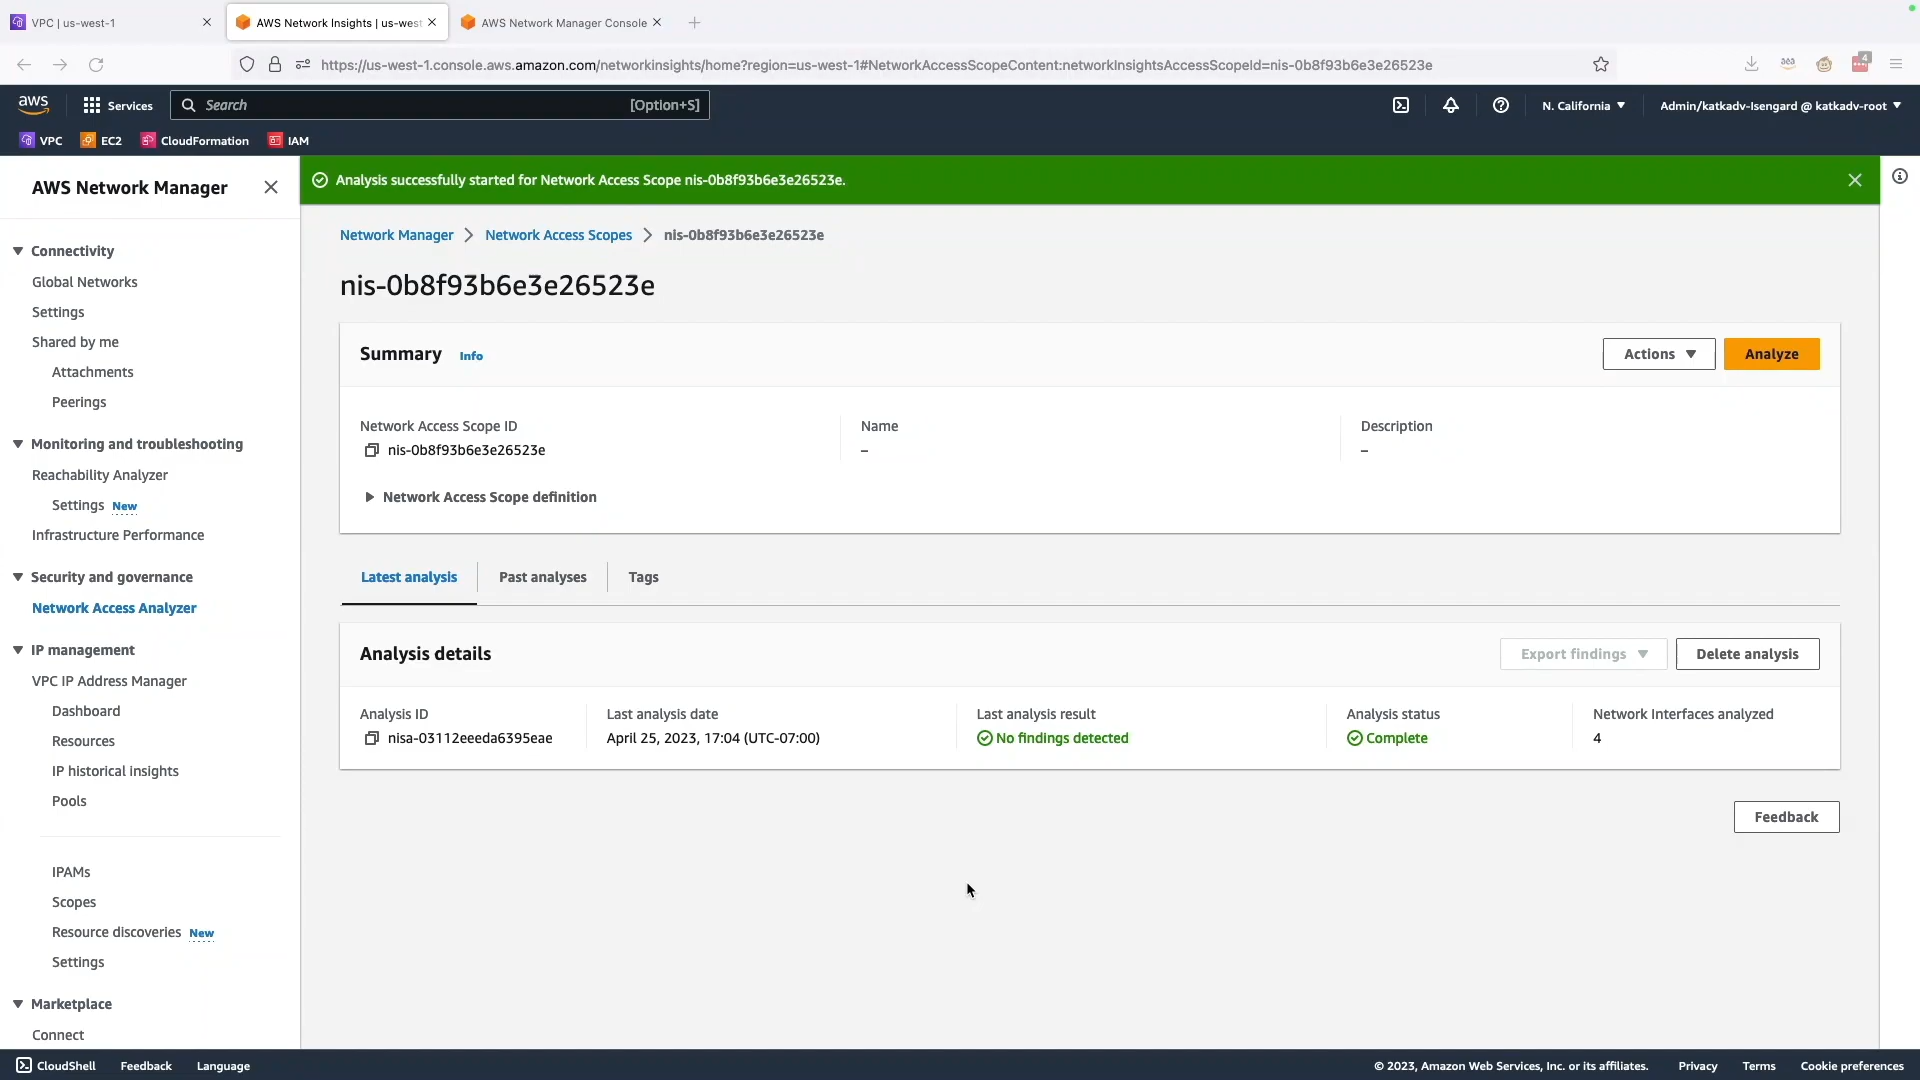 VPC | us-west-1
AWS Network Insights | us-west
AWS Network Manager Console
https://us-west-1.console.aws.amazon.com/networkinsights/home?region=us-west-1#NetworkAccessScopeContent:networkInsightsAccessScopeId=nis-0b8f93b6e3e26523e
4
aws
Services
Search
[Option+S]
N. California
Admin/katkadv-Isengard @ katkadv-root
VPC
EC2
CloudFormation
IAM
AWS Network Manager
Connectivity
Global Networks
Settings
Shared by me
Attachments
Peerings
Monitoring and troubleshooting
Reachability Analyzer
Settings New
Infrastructure Performance
Security and governance
Network Access Analyzer
IP management
VPC IP Address Manager
Dashboard
Resources
IP historical insights
Pools
IPAMs
Scopes
Resource discoveries New
Settings
Marketplace
Connect
Analysis successfully started for Network Access Scope nis-0b8f93b6e3e26523e.
Network Manager > Network Access Scopes > nis-0b8f93b6e3e26523e
nis-0b8f93b6e3e26523e
Summary Info
Actions
Analyze
Network Access Scope ID
nis-0b8f93b6e3e26523e
Name
–
Description
–
Network Access Scope definition
Latest analysis
Past analyses
Tags
Analysis details
Export findings
Delete analysis
Analysis ID
nisa-03112eeeda6395eae
Last analysis date
April 25, 2023, 17:04 (UTC-07:00)
Last analysis result
No findings detected
Analysis status
Complete
Network Interfaces analyzed
4
Feedback
CloudShell
Feedback
Language
© 2023, Amazon Web Services, Inc. or its affiliates.
Privacy
Terms
Cookie preferences